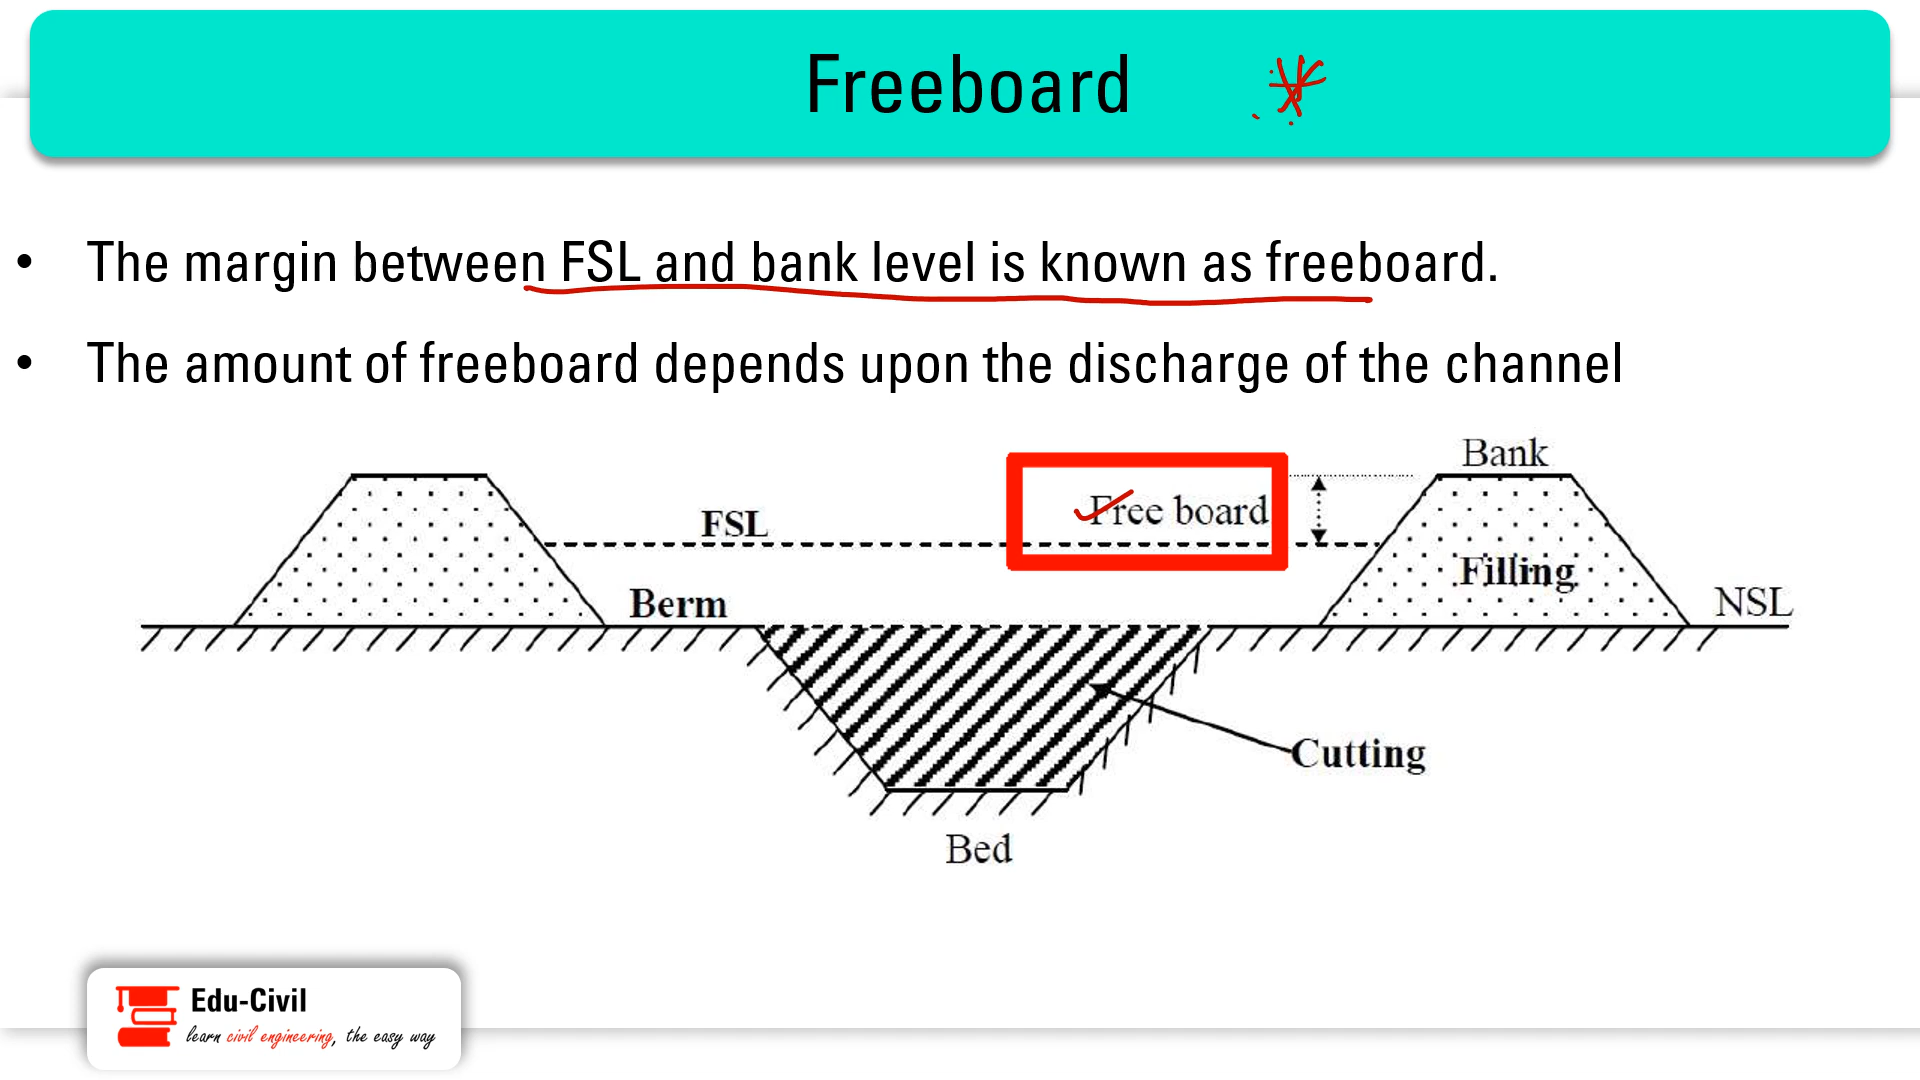 Freeboard
• The margin between FSL and bank level is known as freeboard.
• The amount of freeboard depends upon the discharge of the channel
Bank
FSL
Free board
Filling
Berm
NSL
Cutting
Bed
Edu-Civil
learn civil engineering, the easy way